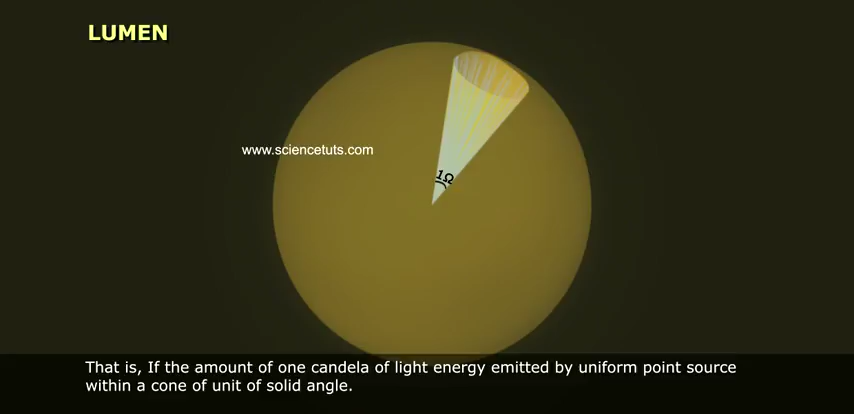 LUMEN
www.sciencetuts.com
1Ω
That is, If the amount of one candela of light energy emitted by uniform point source
within a cone of unit of solid angle.